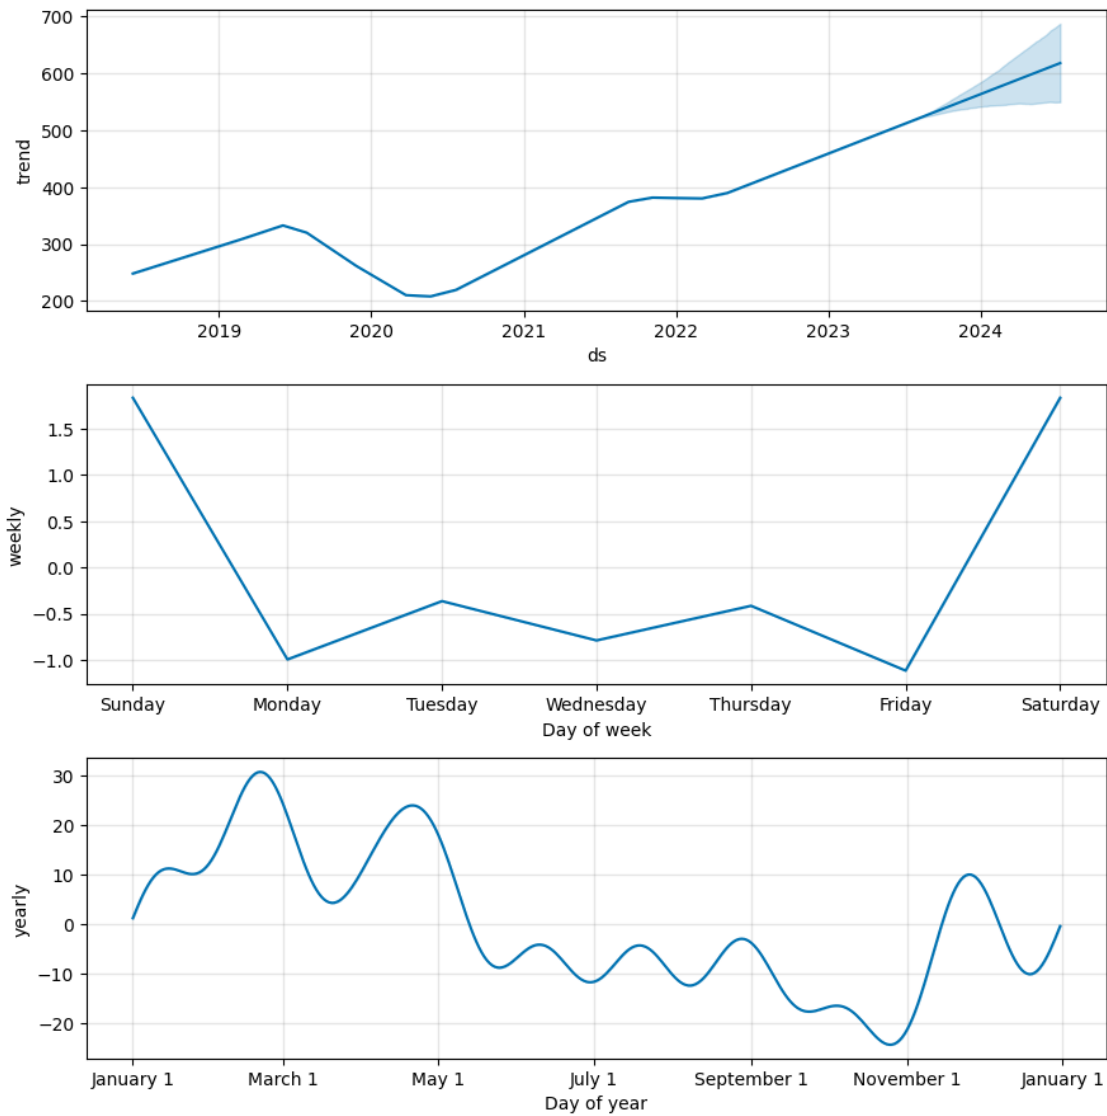 700
600
500
400
300
200
trend
2019 2020 2021 2022 2023 2024
ds
1.5
1.0
0.5
0.0
−0.5
−1.0
weekly
Sunday Monday Tuesday Wednesday Thursday Friday Saturday
Day of week
30
20
10
0
−10
−20
yearly
January 1 March 1 May 1 July 1 September 1 November 1 January 1
Day of year